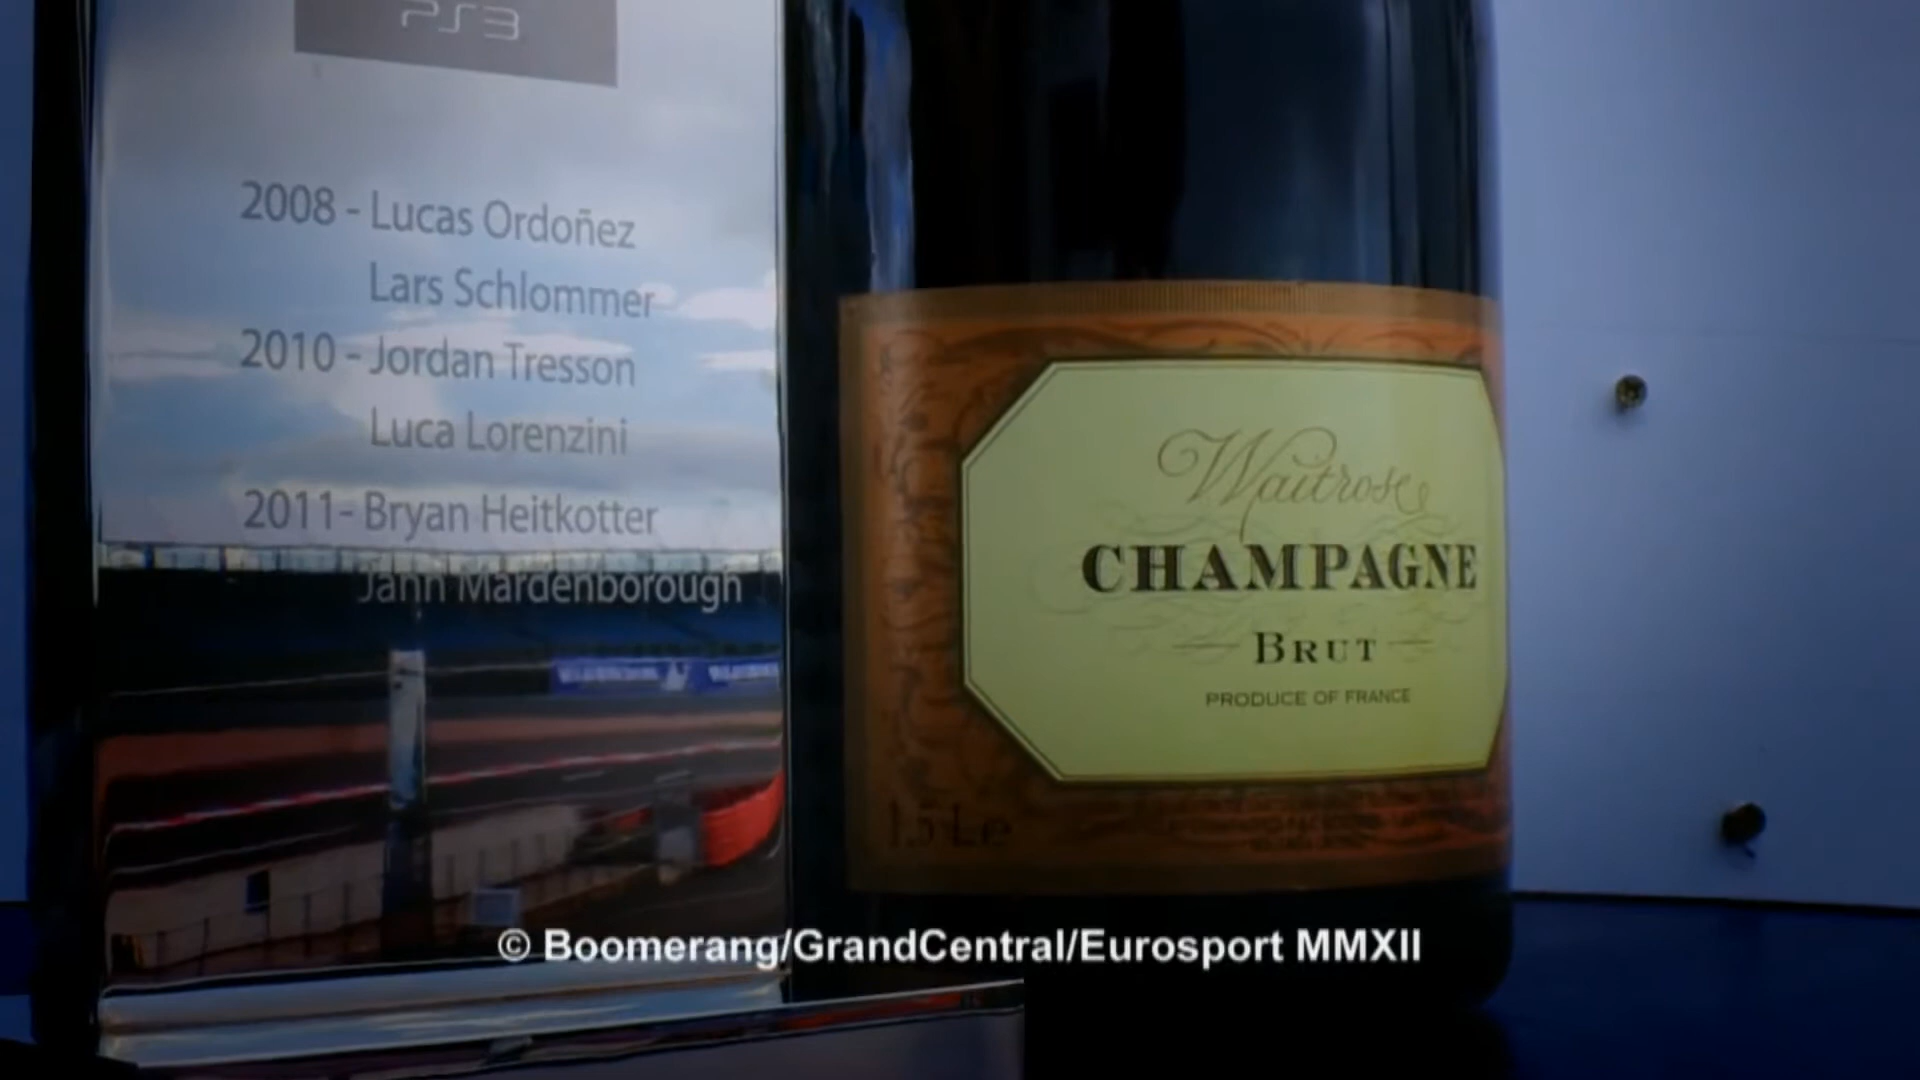 PS3
2008 - Lucas Ordoñez
Lars Schlommer
2010 - Jordan Tresson
Luca Lorenzini
2011- Bryan Heitkotter
Jann Mardenborough
Waitrose
CHAMPAGNE
BRUT
PRODUCE OF FRANCE
1.5 L e
© Boomerang/GrandCentral/Eurosport MMXII